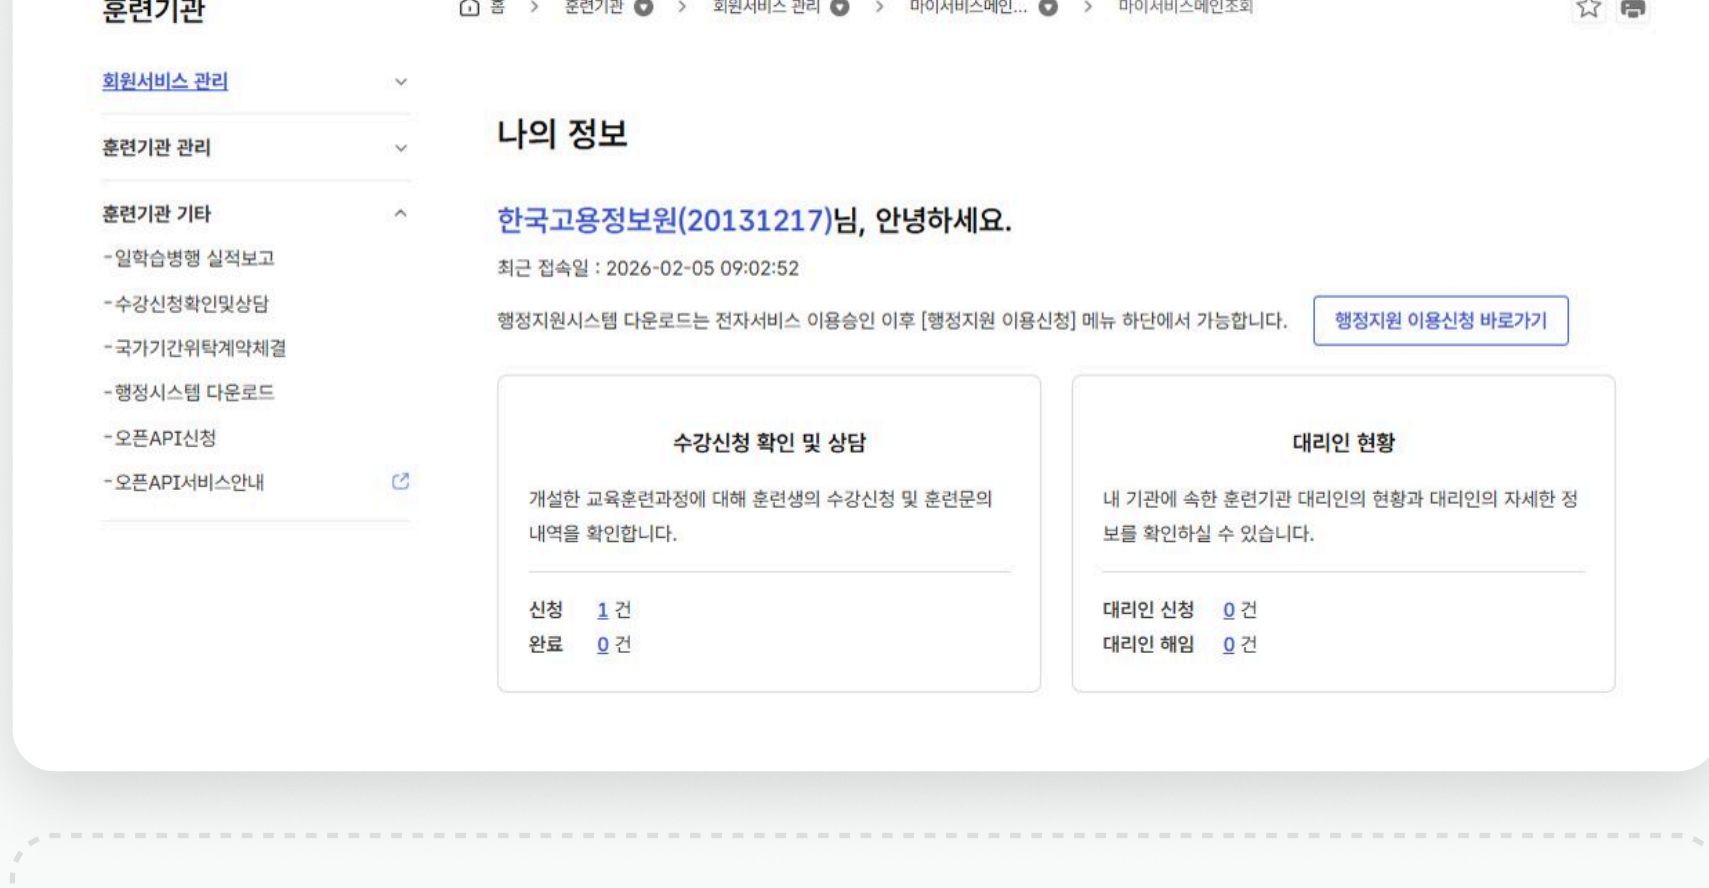 훈련기관
홈 > 훈련기관 > 회원서비스 관리 > 마이서비스메인... > 마이서비스메인조회
회원서비스 관리
훈련기관 관리
훈련기관 기타
-일학습병행 실적보고
-수강신청확인및상담
-국가기간위탁계약체결
-행정시스템 다운로드
-오픈API신청
-오픈API서비스안내
나의 정보
한국고용정보원(20131217)님, 안녕하세요.
최근 접속일 : 2026-02-05 09:02:52
행정지원시스템 다운로드는 전자서비스 이용승인 이후 [행정지원 이용신청] 메뉴 하단에서 가능합니다.
행정지원 이용신청 바로가기
수강신청 확인 및 상담
개설한 교육훈련과정에 대해 훈련생의 수강신청 및 훈련문의
내역을 확인합니다.
신청 1 건
완료 0 건
대리인 현황
내 기관에 속한 훈련기관 대리인의 현황과 대리인의 자세한 정
보를 확인하실 수 있습니다.
대리인 신청 0 건
대리인 해임 0 건